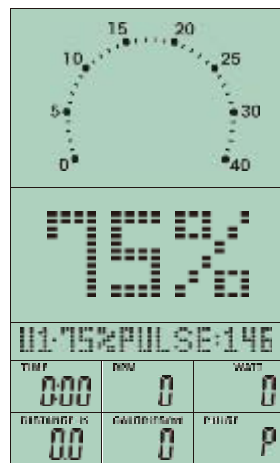 15 20
10 25
5 30
0 40
75%
U1·75%PULSE:146
TIME RPM WATT
0:00 0 0
DISTANCE K CALORIES PULSE
0.0 0 P